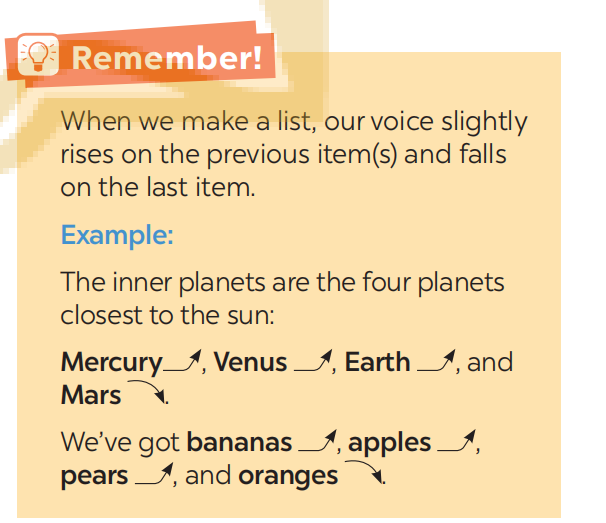 Remember!
When we make a list, our voice slightly
rises on the previous item(s) and falls
on the last item.
Example:
The inner planets are the four planets
closest to the sun:
Mercury, Venus, Earth, and
Mars.
We've got bananas, apples,
pears, and oranges.